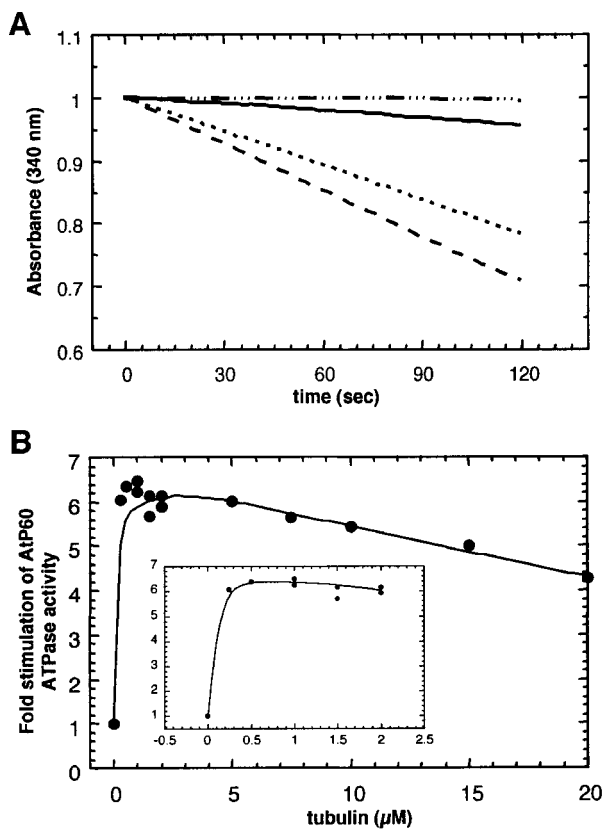 A
1.1
1
0.9
0.8
0.7
0.6
Absorbance (340 nm)
0 30 60 90 120
time (sec)
B
7
6
5
4
3
2
1
0
Fold stimulation of AtP60
ATPase activity
7
6
5
4
3
2
1
-0.5 0 0.5 1 1.5 2 2.5
0 5 10 15 20
tubulin (µM)